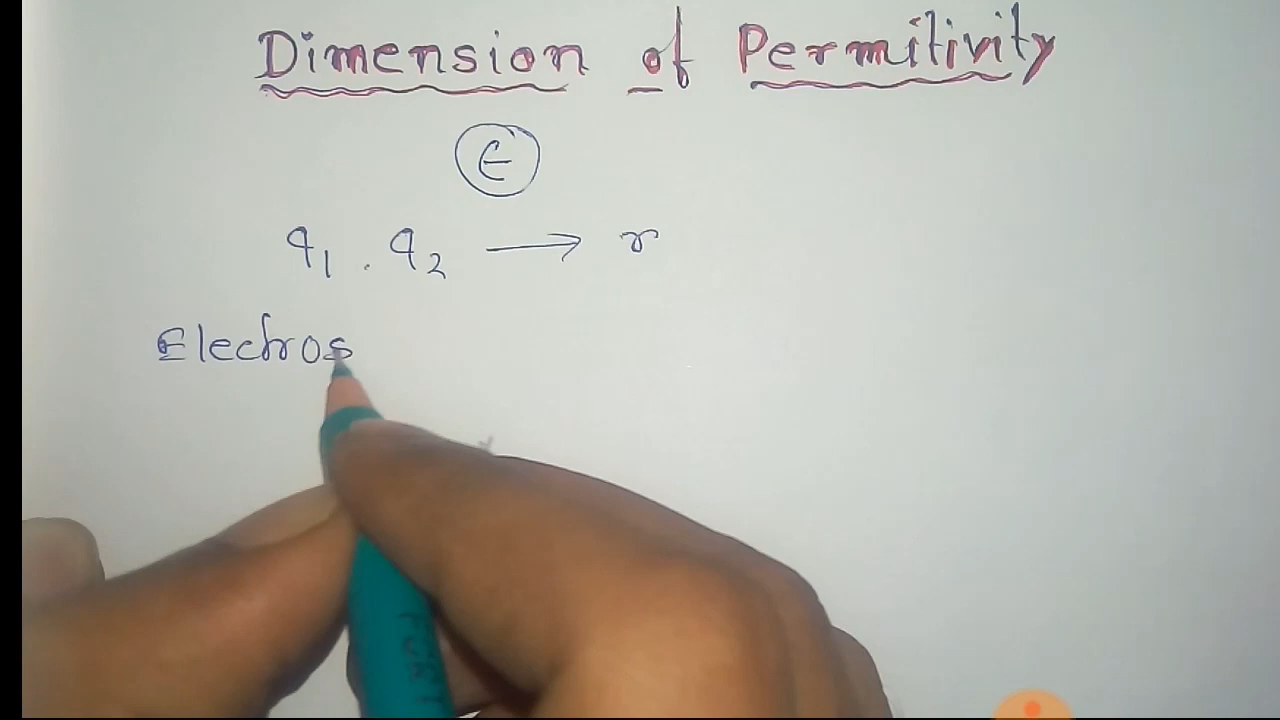 Dimension of Permitivity
ϵ
q1 . q2 → r
Electros